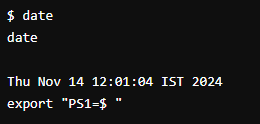 $ date
date
Thu Nov 14 12:01:04 IST 2024
export "PS1=$ "